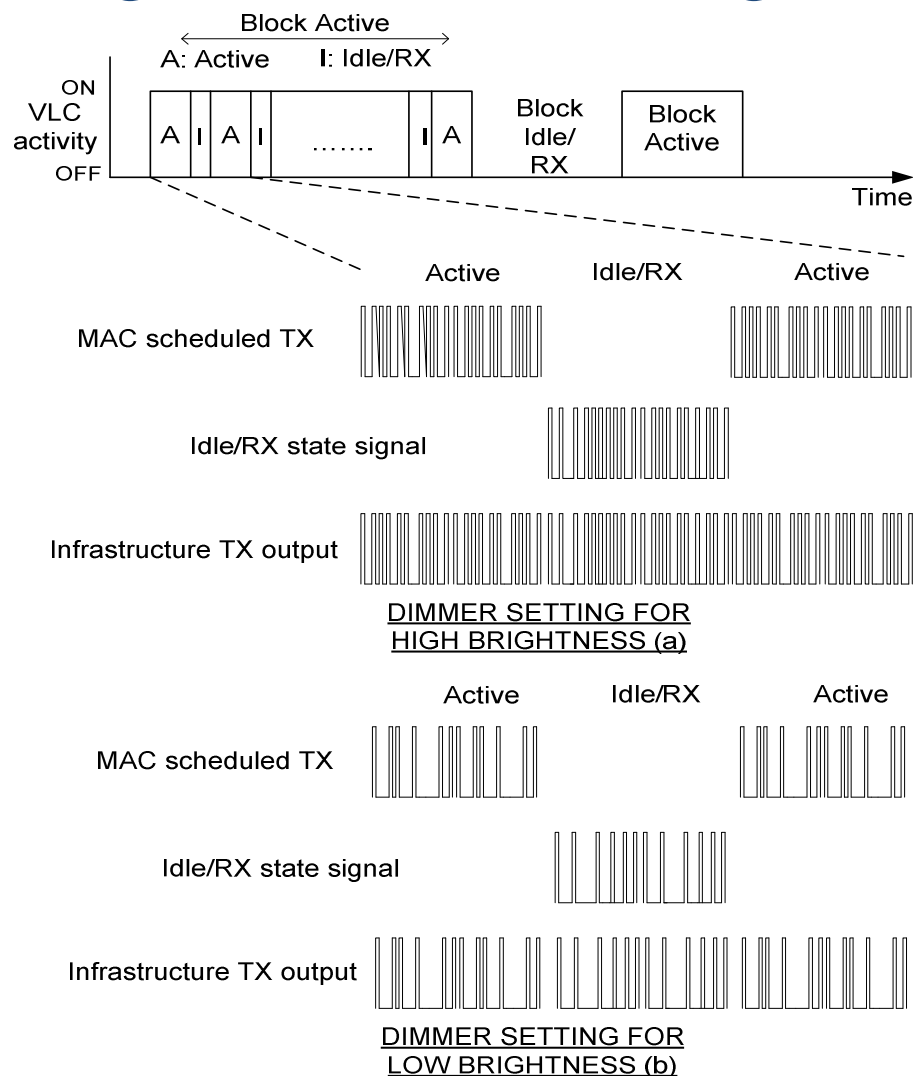 Block Active
A: Active I: Idle/RX
ON
VLC
activity
OFF
A I A I ....... I A
Block
Idle/
RX
Block
Active
Time
Active Idle/RX Active
MAC scheduled TX
Idle/RX state signal
Infrastructure TX output
DIMMER SETTING FOR
HIGH BRIGHTNESS (a)
Active Idle/RX Active
MAC scheduled TX
Idle/RX state signal
Infrastructure TX output
DIMMER SETTING FOR
LOW BRIGHTNESS (b)